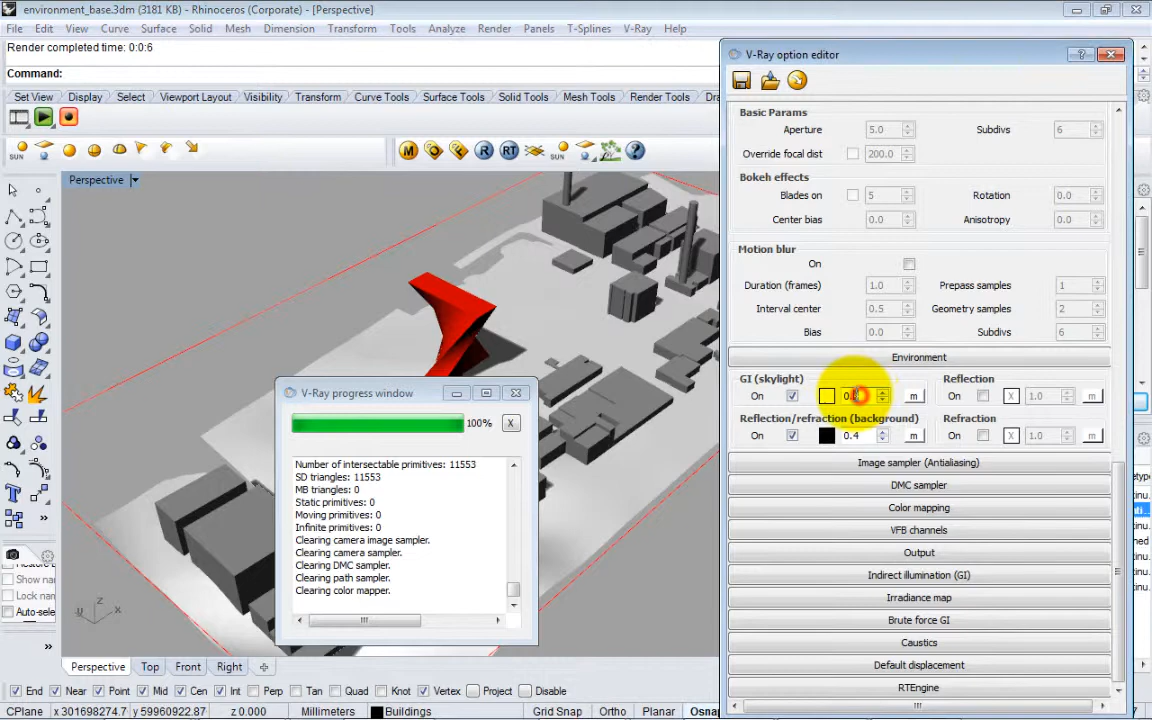 environment_base.3dm (3181 KB) - Rhinoceros (Corporate) - [Perspective]
File Edit View Curve Surface Solid Mesh Dimension Transform Tools Analyze Render Panels T-Splines V-Ray Help
Render completed time: 0:0:6
Command:
Set View Display Select Viewport Layout Visibility Transform Curve Tools Surface Tools Solid Tools Mesh Tools Render Tools
SUN
M R RT SUN
Perspective
V-Ray option editor
Basic Params
Aperture 5.0 Subdivs 6
Override focal dist 200.0
Bokeh effects
Blades on 5 Rotation 0.0
Center bias 0.0 Anisotropy 0.0
Motion blur
On
Duration (frames) 1.0 Prepass samples 1
Interval center 0.5 Geometry samples 2
Bias 0.0 Subdivs 6
Environment
GI (skylight) Reflection
On m On X 1.0 m
Reflection/refraction (background) Refraction
On 0.4 m On X 1.0 m
Image sampler (Antialiasing)
DMC sampler
Color mapping
VFB channels
Output
Indirect illumination (GI)
Irradiance map
Brute force GI
Caustics
Default displacement
RTEngine
V-Ray progress window
100% X
Number of intersectable primitives: 11553
SD triangles: 11553
MB triangles: 0
Static primitives: 0
Moving primitives: 0
Infinite primitives: 0
Clearing camera image sampler.
Clearing camera sampler.
Clearing DMC sampler.
Clearing path sampler.
Clearing color mapper.
Show na
Lock nam
Auto-selec
z
y x
Perspective Top Front Right
End Near Point Mid Cen Int Perp Tan Quad Knot Vertex Project Disable
CPlane x 301698274.7 y 59960922.87 z 0.000 Millimeters Buildings Grid Snap Ortho Planar Osnap